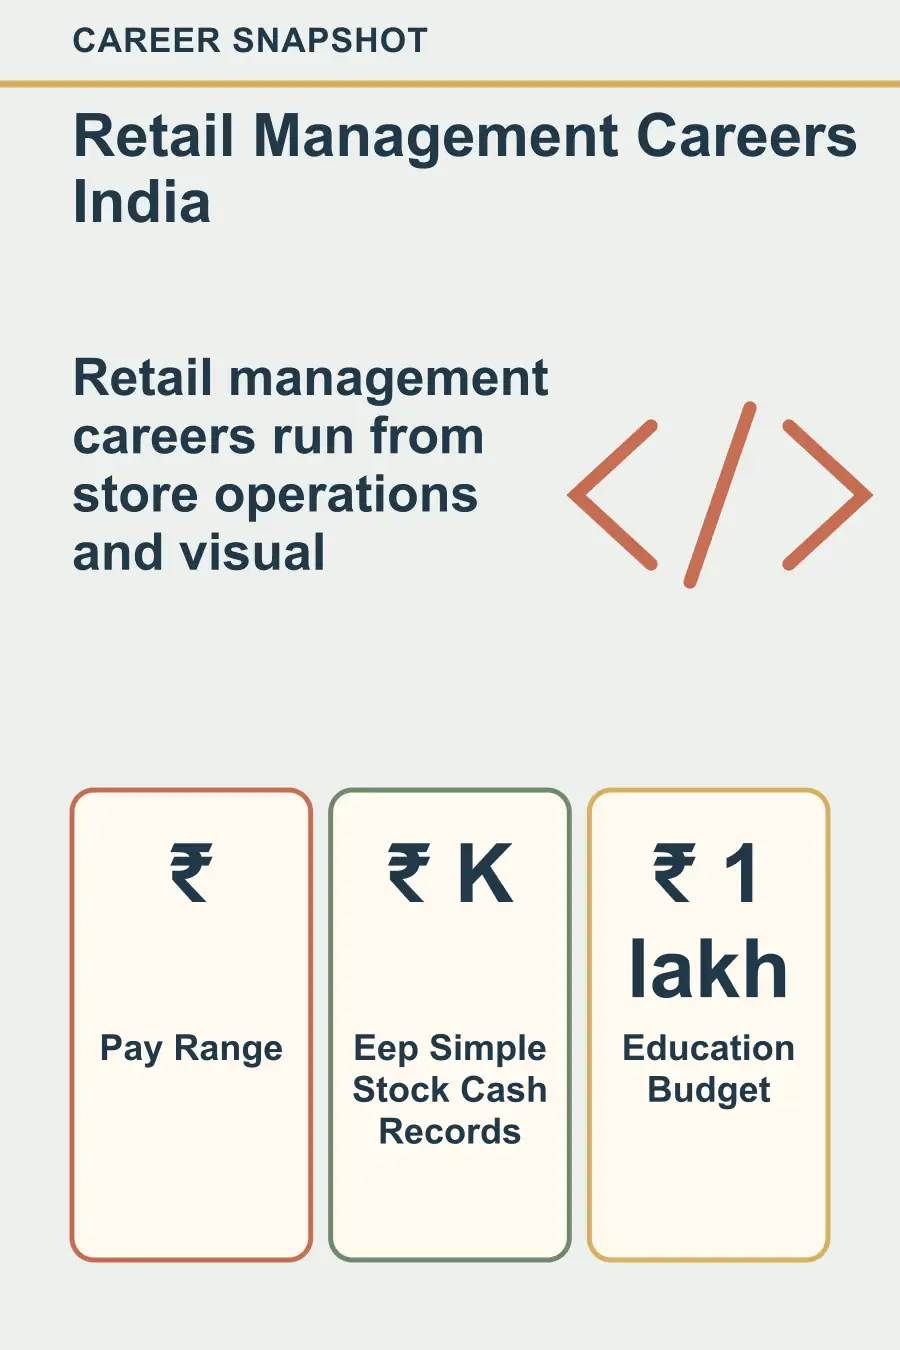 CAREER SNAPSHOT
Retail Management Careers
India
Retail management
careers run from
store operations
and visual
₹
Pay Range
₹ K
Eep Simple
Stock Cash
Records
₹ 1
lakh
Education
Budget